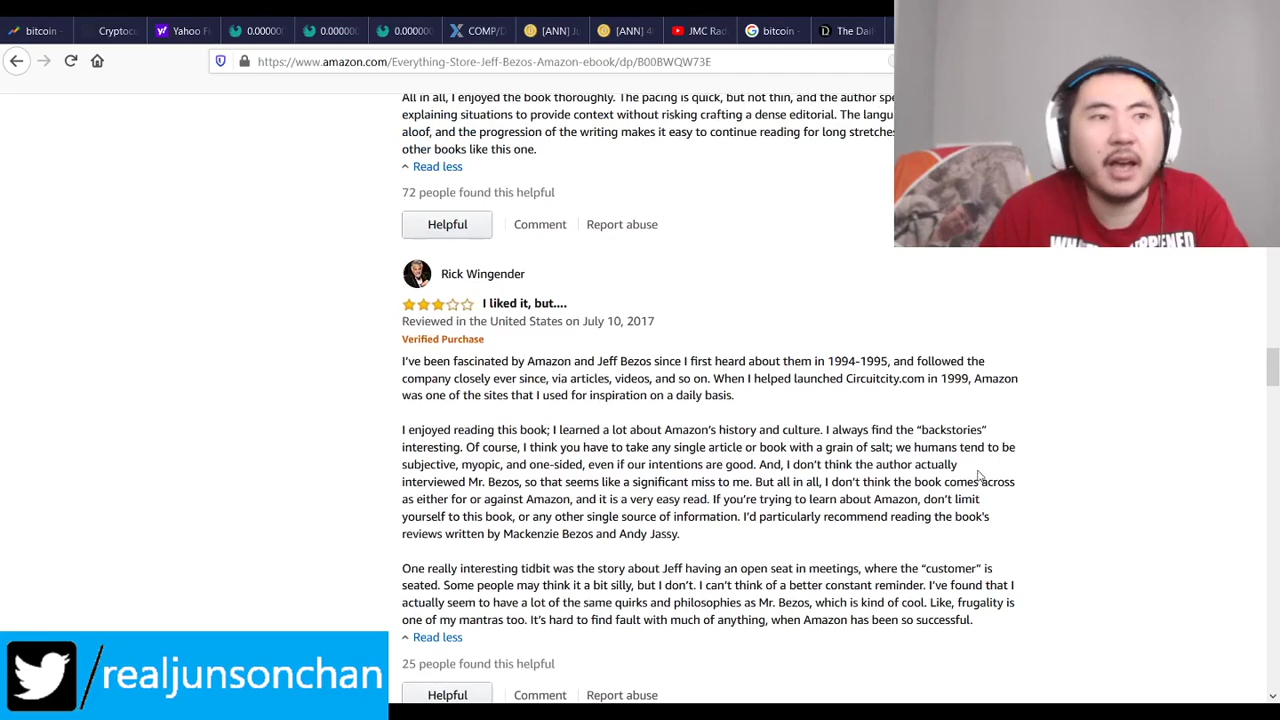 bitcoin -
Cryptocu
Yahoo F
0.00000
0.00000
0.00000
COMP/D
[ANN] J
[ANN] 4
JMC Rad
bitcoin -
The Dail
https://www.amazon.com/Everything-Store-Jeff-Bezos-Amazon-ebook/dp/B00BWQW73E
All in all, I enjoyed the book thoroughly. The pacing is quick, but not thin, and the author spe
explaining situations to provide context without risking crafting a dense editorial. The langu
aloof, and the progression of the writing makes it easy to continue reading for long stretches
other books like this one.
Read less
72 people found this helpful
Helpful
Comment
Report abuse
Rick Wingender
I liked it, but....
Reviewed in the United States on July 10, 2017
Verified Purchase
I've been fascinated by Amazon and Jeff Bezos since I first heard about them in 1994-1995, and followed the
company closely ever since, via articles, videos, and so on. When I helped launched Circuitcity.com in 1999, Amazon
was one of the sites that I used for inspiration on a daily basis.
I enjoyed reading this book; I learned a lot about Amazon's history and culture. I always find the “backstories”
interesting. Of course, I think you have to take any single article or book with a grain of salt; we humans tend to be
subjective, myopic, and one-sided, even if our intentions are good. And, I don't think the author actually
interviewed Mr. Bezos, so that seems like a significant miss to me. But all in all, I don't think the book comes across
as either for or against Amazon, and it is a very easy read. If you're trying to learn about Amazon, don't limit
yourself to this book, or any other single source of information. I'd particularly recommend reading the book's
reviews written by Mackenzie Bezos and Andy Jassy.
One really interesting tidbit was the story about Jeff having an open seat in meetings, where the “customer” is
seated. Some people may think it a bit silly, but I don't. I can't think of a better constant reminder. I've found that I
actually seem to have a lot of the same quirks and philosophies as Mr. Bezos, which is kind of cool. Like, frugality is
one of my mantras too. It's hard to find fault with much of anything, when Amazon has been so successful.
Read less
25 people found this helpful
Helpful
Comment
Report abuse
/realjunsonchan